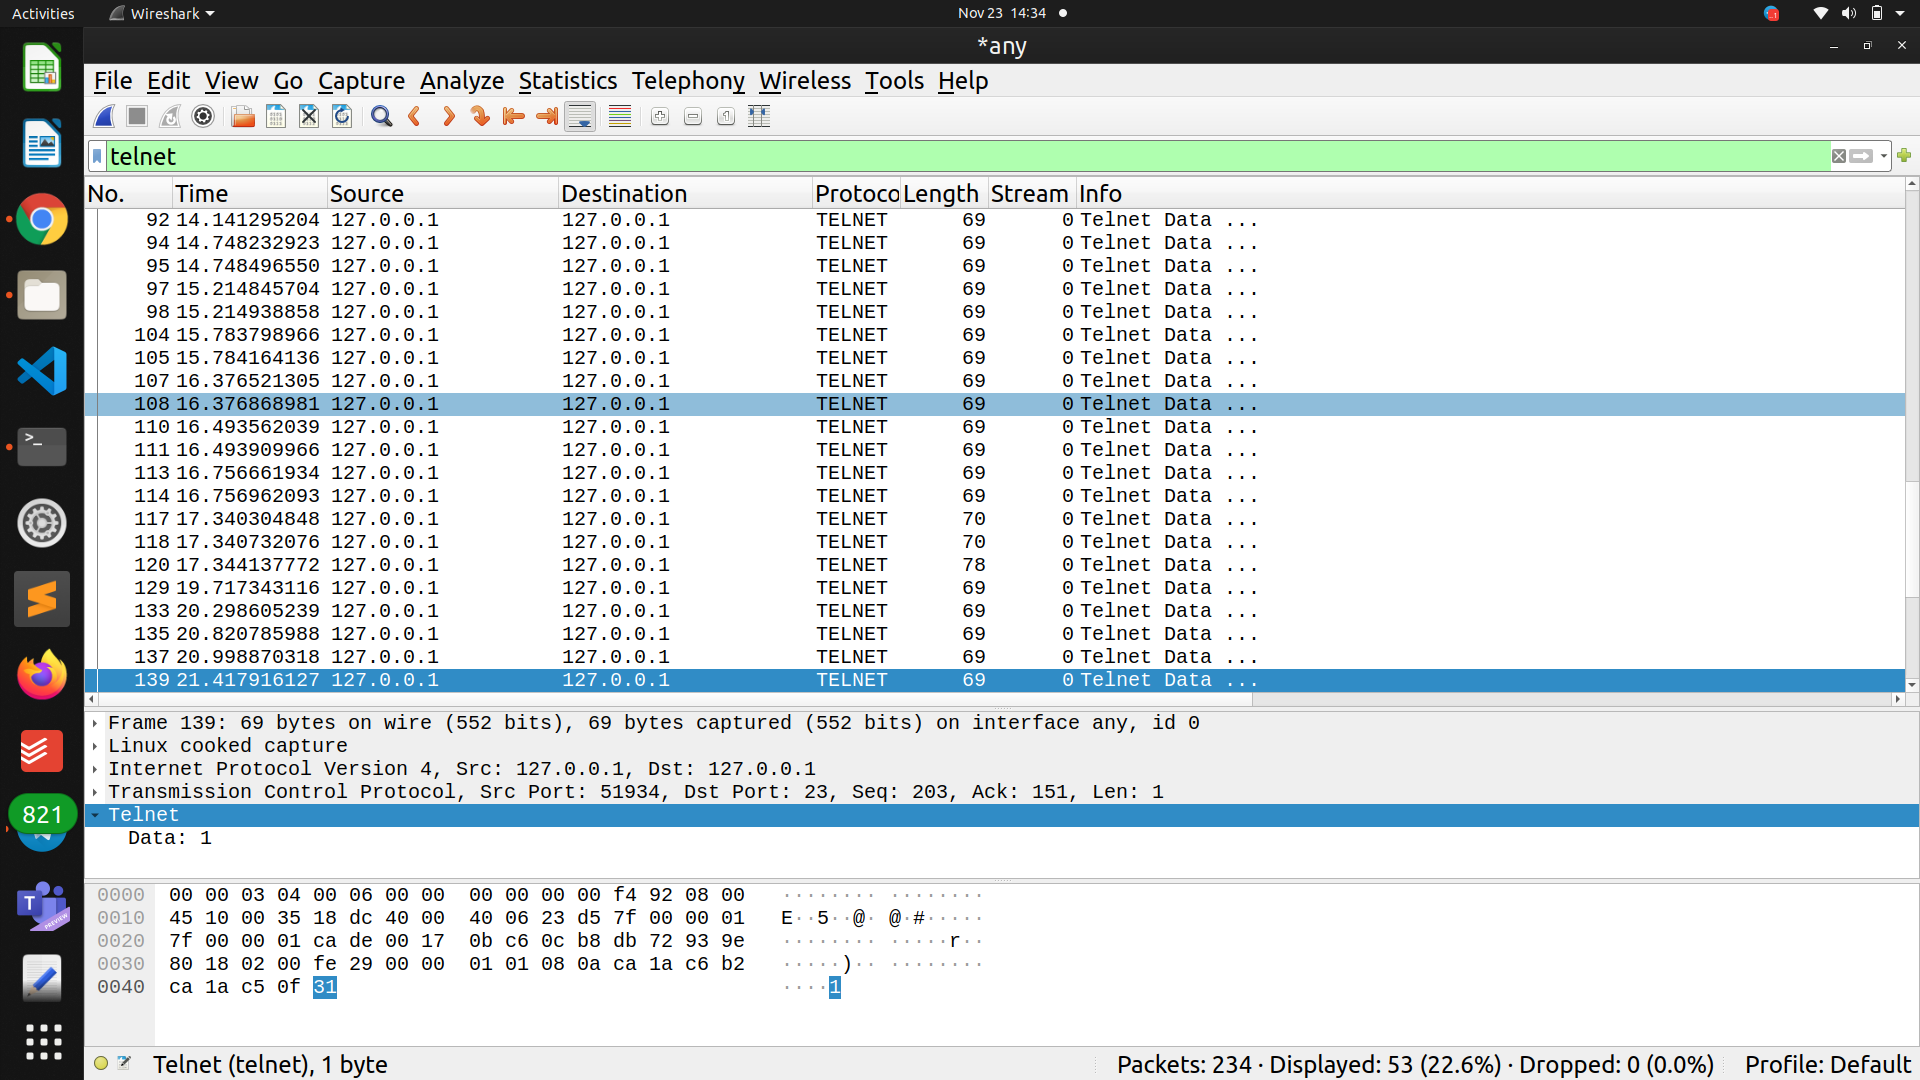 Activities Wireshark Nov 23 14:34
*any
File Edit View Go Capture Analyze Statistics Telephony Wireless Tools Help
telnet
No. Time Source Destination Protoco Length Stream Info
92 14.141295204 127.0.0.1 127.0.0.1 TELNET 69 0 Telnet Data ...
94 14.748232923 127.0.0.1 127.0.0.1 TELNET 69 0 Telnet Data ...
95 14.748496550 127.0.0.1 127.0.0.1 TELNET 69 0 Telnet Data ...
97 15.214845704 127.0.0.1 127.0.0.1 TELNET 69 0 Telnet Data ...
98 15.214938858 127.0.0.1 127.0.0.1 TELNET 69 0 Telnet Data ...
104 15.783798966 127.0.0.1 127.0.0.1 TELNET 69 0 Telnet Data ...
105 15.784164136 127.0.0.1 127.0.0.1 TELNET 69 0 Telnet Data ...
107 16.376521305 127.0.0.1 127.0.0.1 TELNET 69 0 Telnet Data ...
108 16.376868981 127.0.0.1 127.0.0.1 TELNET 69 0 Telnet Data ...
110 16.493562039 127.0.0.1 127.0.0.1 TELNET 69 0 Telnet Data ...
111 16.493909966 127.0.0.1 127.0.0.1 TELNET 69 0 Telnet Data ...
113 16.756661934 127.0.0.1 127.0.0.1 TELNET 69 0 Telnet Data ...
114 16.756962093 127.0.0.1 127.0.0.1 TELNET 69 0 Telnet Data ...
117 17.340304848 127.0.0.1 127.0.0.1 TELNET 70 0 Telnet Data ...
118 17.340732076 127.0.0.1 127.0.0.1 TELNET 70 0 Telnet Data ...
120 17.344137772 127.0.0.1 127.0.0.1 TELNET 78 0 Telnet Data ...
129 19.717343116 127.0.0.1 127.0.0.1 TELNET 69 0 Telnet Data ...
133 20.298605239 127.0.0.1 127.0.0.1 TELNET 69 0 Telnet Data ...
135 20.820785988 127.0.0.1 127.0.0.1 TELNET 69 0 Telnet Data ...
137 20.998870318 127.0.0.1 127.0.0.1 TELNET 69 0 Telnet Data ...
139 21.417916127 127.0.0.1 127.0.0.1 TELNET 69 0 Telnet Data ...
Frame 139: 69 bytes on wire (552 bits), 69 bytes captured (552 bits) on interface any, id 0
Linux cooked capture
Internet Protocol Version 4, Src: 127.0.0.1, Dst: 127.0.0.1
Transmission Control Protocol, Src Port: 51934, Dst Port: 23, Seq: 203, Ack: 151, Len: 1
Telnet
Data: 1
821
0000 00 00 03 04 00 06 00 00 00 00 00 00 f4 92 08 00 ········ ········
0010 45 10 00 35 18 dc 40 00 40 06 23 d5 7f 00 00 01 E··5··@· @·#·····
0020 7f 00 00 01 ca de 00 17 0b c6 0c b8 db 72 93 9e ········ ·····r··
0030 80 18 02 00 fe 29 00 00 01 01 08 0a ca 1a c6 b2 ·····)·· ········
0040 ca 1a c5 0f 31 ····1
Telnet (telnet), 1 byte Packets: 234 · Displayed: 53 (22.6%) · Dropped: 0 (0.0%) Profile: Default